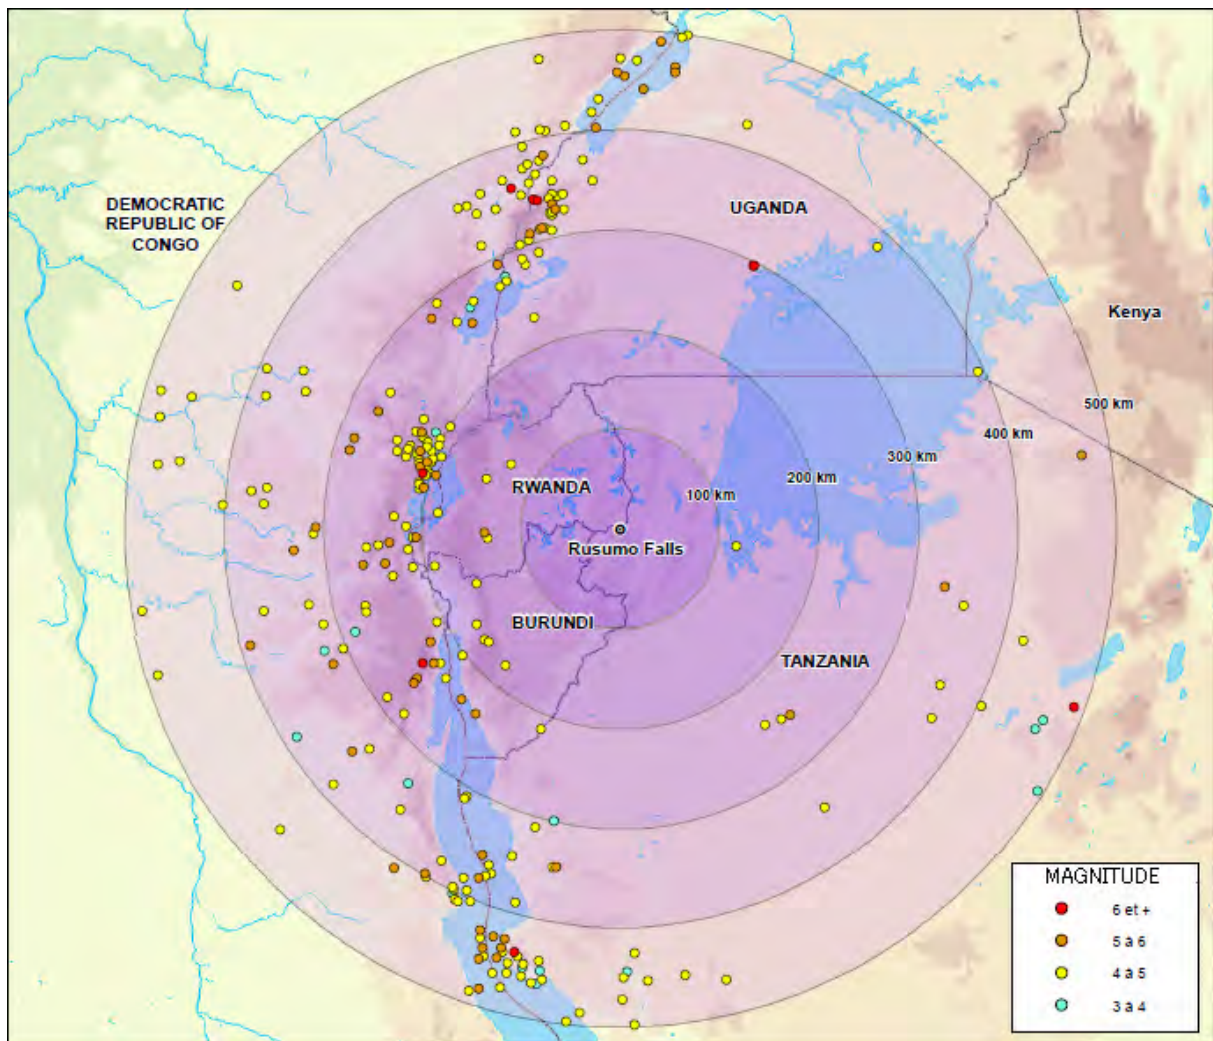 DEMOCRATIC
REPUBLIC OF
CONGO
UGANDA
Kenya
500 km
400 km
300 km
200 km
100 km
RWANDA
Rusumo Falls
BURUNDI
TANZANIA
MAGNITUDE
6 et +
5 à 6
4 à 5
3 à 4